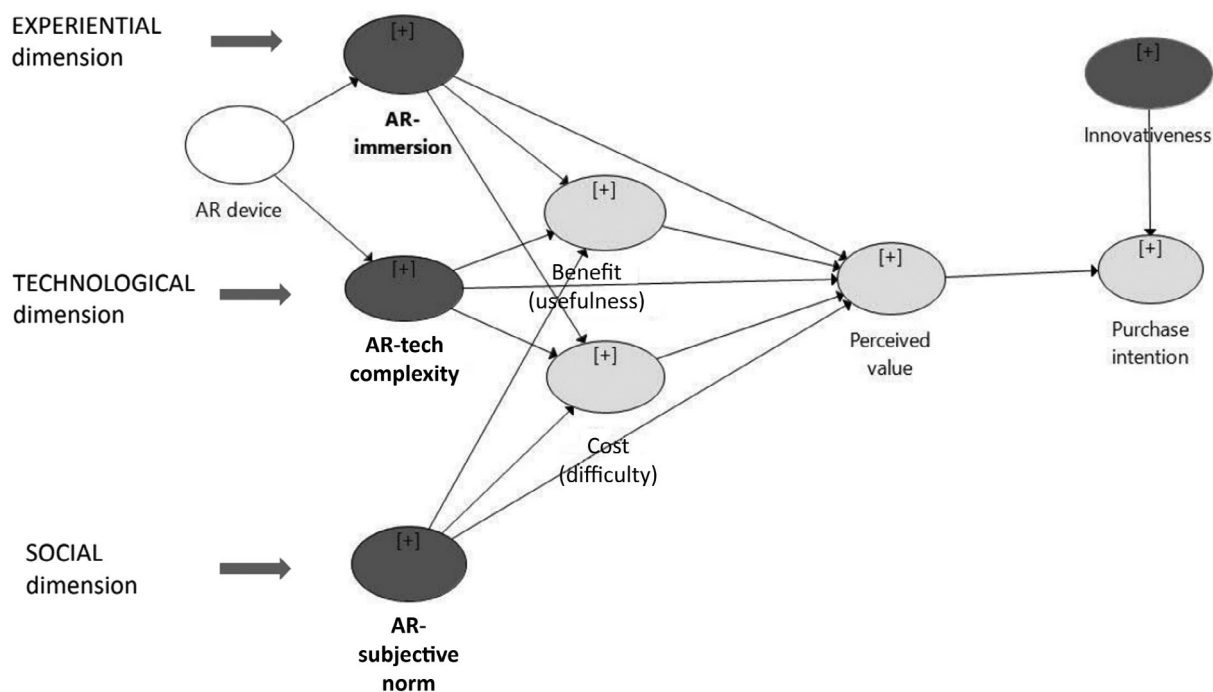 EXPERIENTIAL
dimension
[+]
AR-
immersion
[+]
Innovativeness
AR device
[+]
Benefit
(usefulness)
TECHNOLOGICAL
dimension
[+]
AR-tech
complexity
[+]
Perceived
value
[+]
Purchase
intention
[+]
Cost
(difficulty)
SOCIAL
dimension
[+]
AR-
subjective
norm